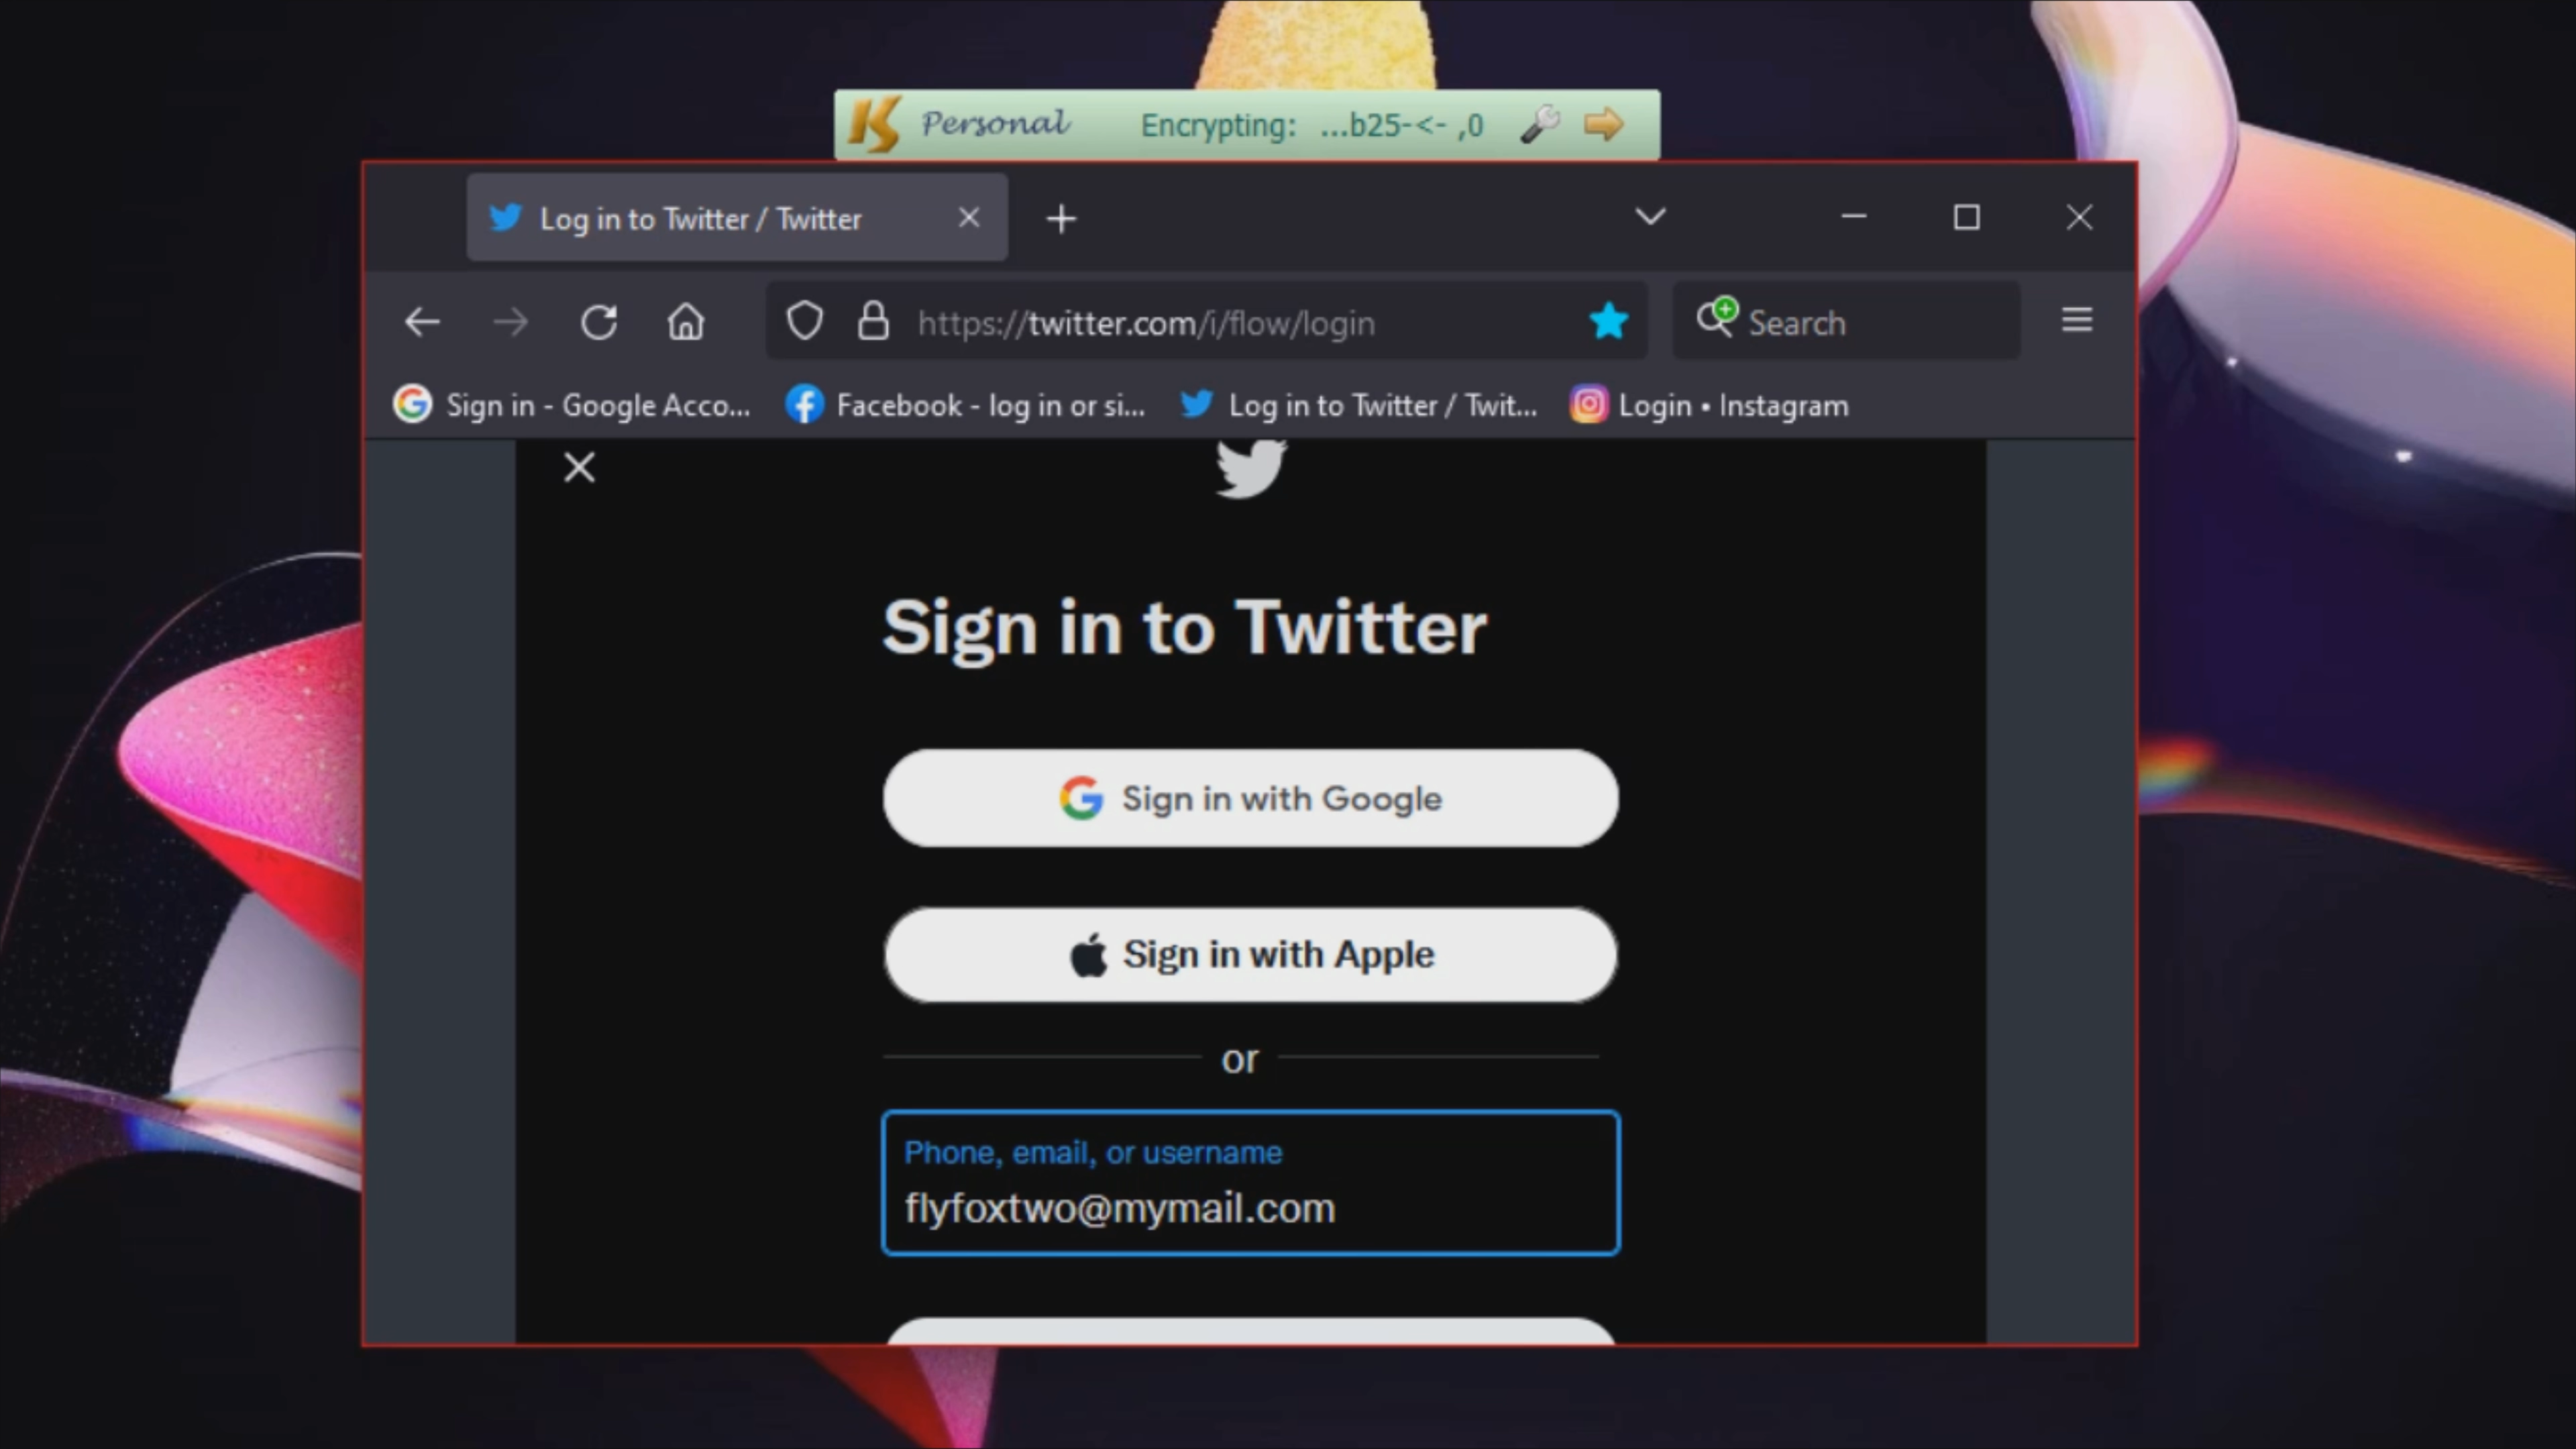 KS Personal Encrypting: ...b25-<- ,0
Log in to Twitter / Twitter
https://twitter.com/i/flow/login
Search
Sign in - Google Acco...
Facebook - log in or si...
Log in to Twitter / Twit...
Login • Instagram
Sign in to Twitter
Sign in with Google
Sign in with Apple
or
Phone, email, or username
flyfoxtwo@mymail.com